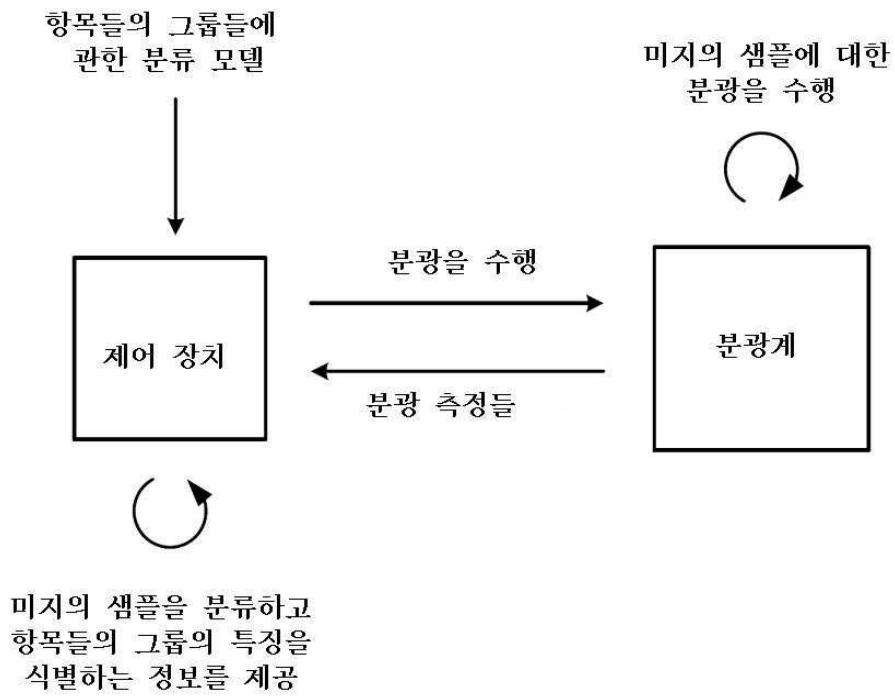 항목들의 그룹들에
관한 분류 모델
미지의 샘플에 대한
분광을 수행
분광을 수행
제어 장치
분광계
분광 측정들
미지의 샘플을 분류하고
항목들의 그룹의 특징을
식별하는 정보를 제공